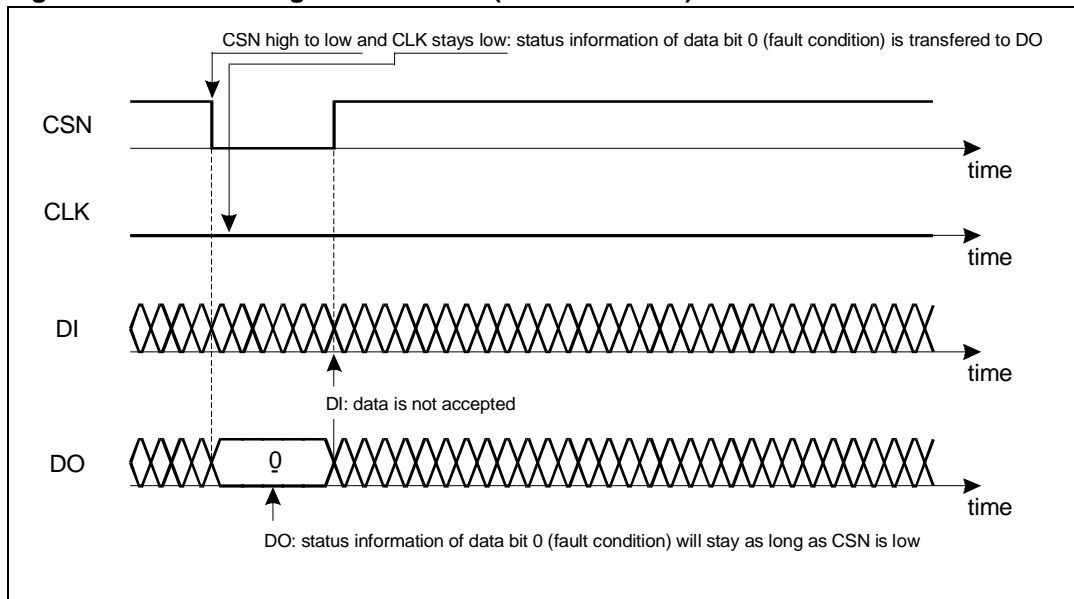 CSN high to low and CLK stays low: status information of data bit 0 (fault condition) is transfered to DO
CSN
time
CLK
time
DI
time
DI: data is not accepted
DO
0
time
DO: status information of data bit 0 (fault condition) will stay as long as CSN is low